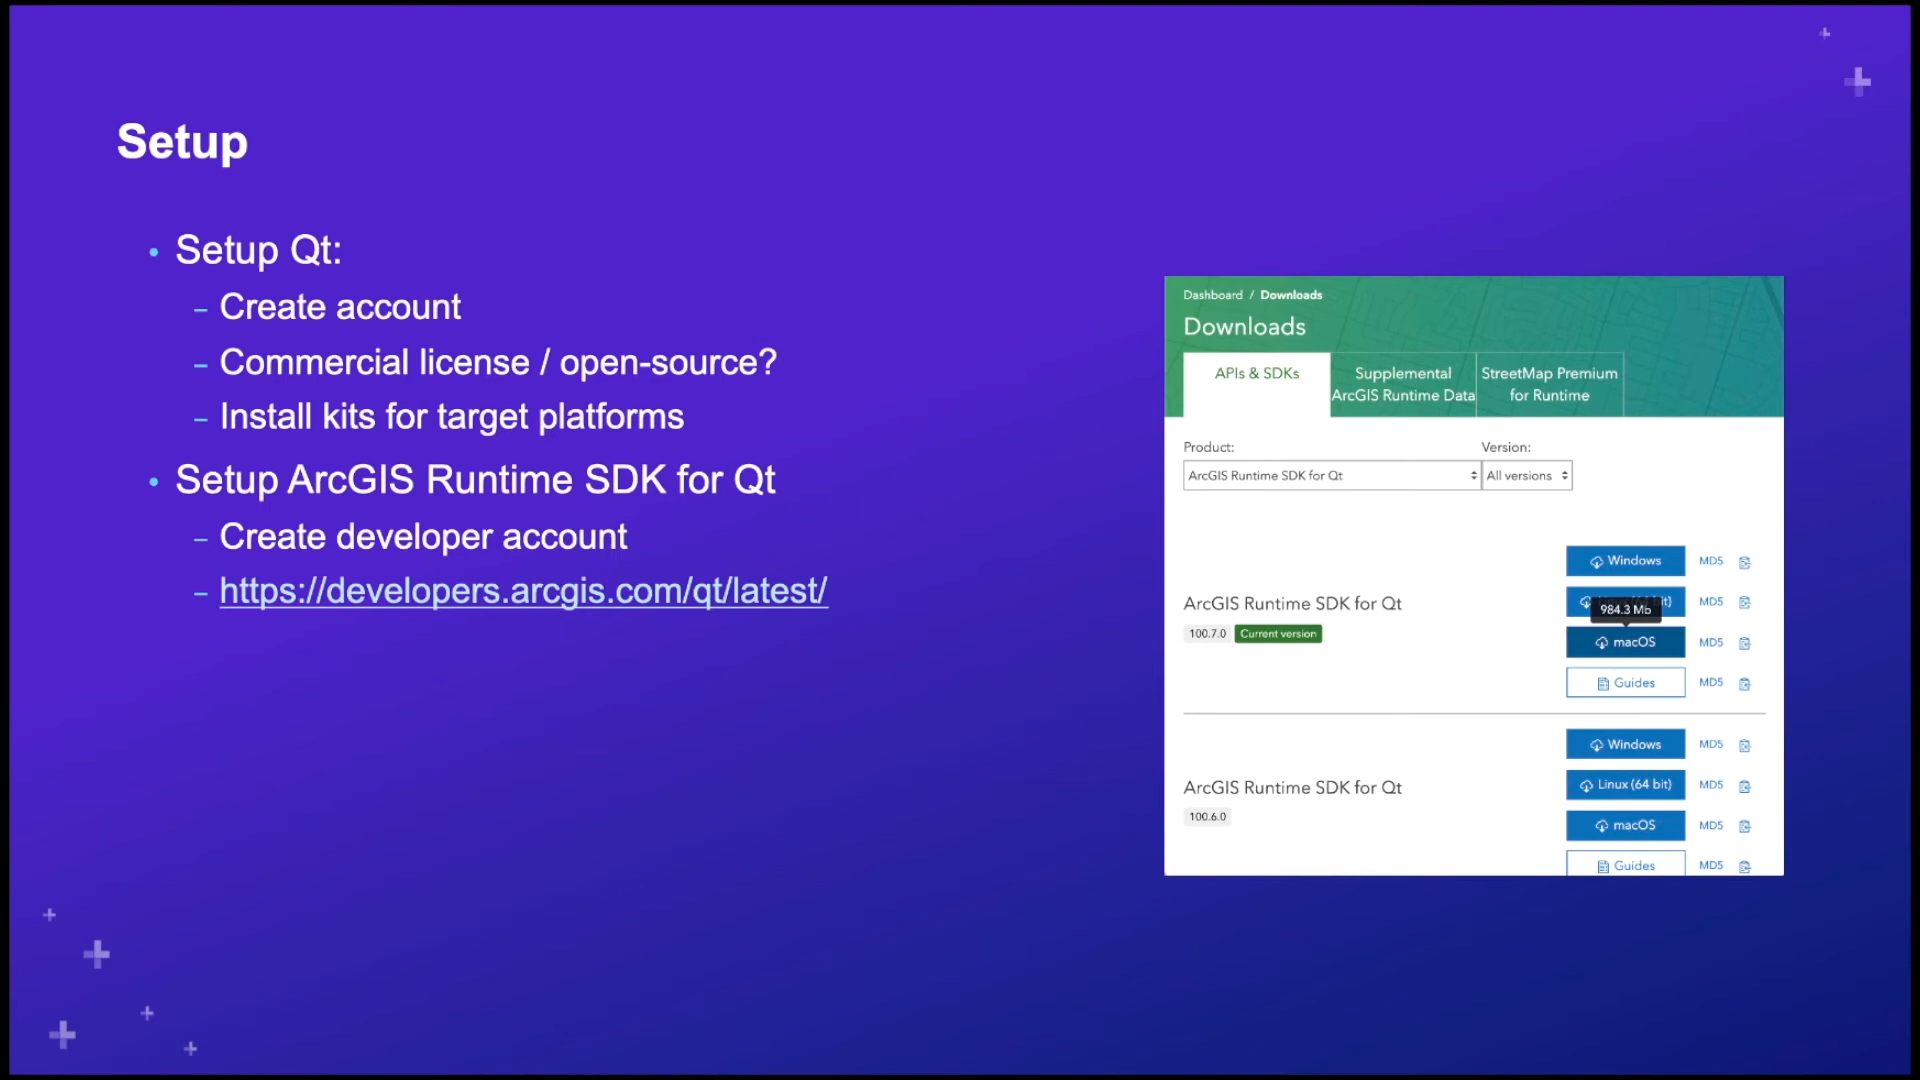 Setup
• Setup Qt:
– Create account
– Commercial license / open-source?
– Install kits for target platforms
• Setup ArcGIS Runtime SDK for Qt
– Create developer account
– https://developers.arcgis.com/qt/latest/
Dashboard / Downloads
Downloads
APIs & SDKs
Supplemental
ArcGIS Runtime Data
StreetMap Premium
for Runtime
Product:
ArcGIS Runtime SDK for Qt
Version:
All versions
ArcGIS Runtime SDK for Qt
100.7.0 Current version
Windows MD5
984.3 Mb
MD5
macOS MD5
Guides MD5
ArcGIS Runtime SDK for Qt
100.6.0
Windows MD5
Linux (64 bit) MD5
macOS MD5
Guides MD5